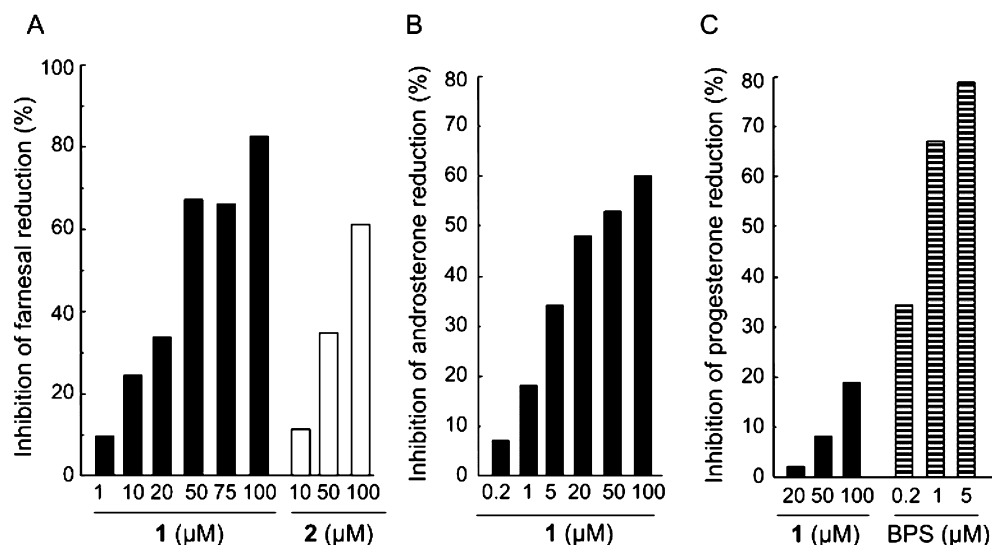 A
Inhibition of farnesal reduction (%)
100
80
60
40
20
0
1 10 20 50 75 100 10 50 100
1 (µM) 2 (µM)
B
Inhibition of androsterone reduction (%)
80
70
60
50
40
30
20
10
0
0.2 1 5 20 50 100
1 (µM)
C
Inhibition of progesterone reduction (%)
80
70
60
50
40
30
20
10
0
20 50 100 0.2 1 5
1 (µM) BPS (µM)